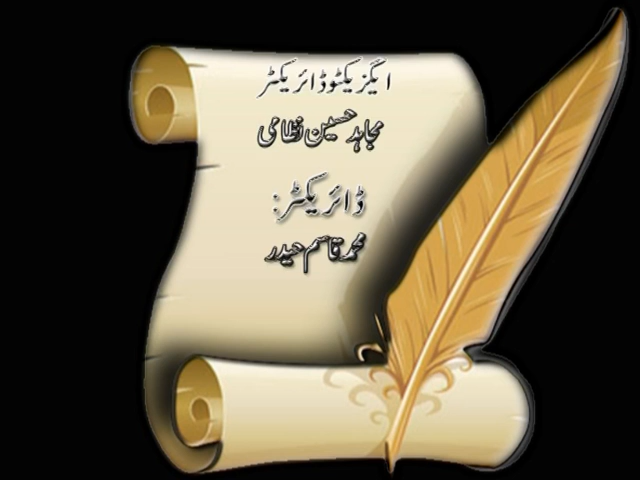 ایگزیکٹوڈائریکٹر
مجاہد حسین نظامی
ڈائریکٹر:
محمد قاسم حیدر